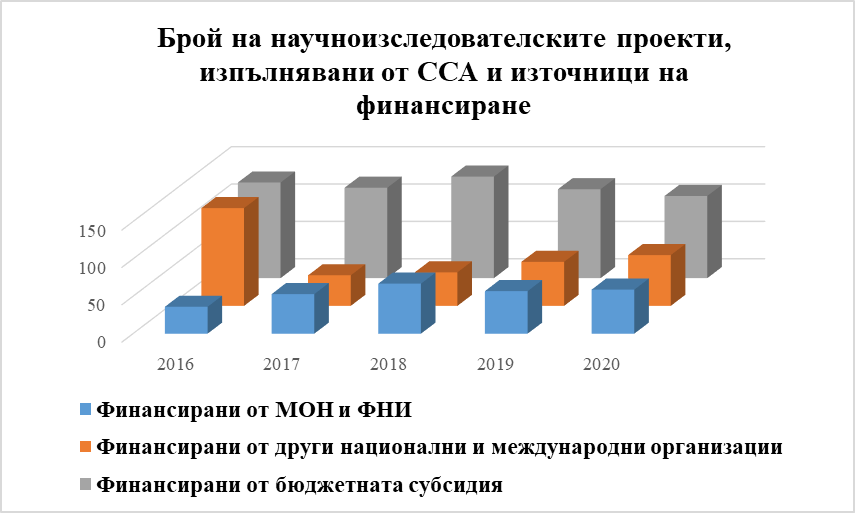 Брой на научноизследователските проекти,
изпълнявани от ССА и източници на
финансиране
150
100
50
0
2016 2017 2018 2019 2020
Финансирани от МОН и ФНИ
Финансирани от други национални и международни организации
Финансирани от бюджетната субсидия